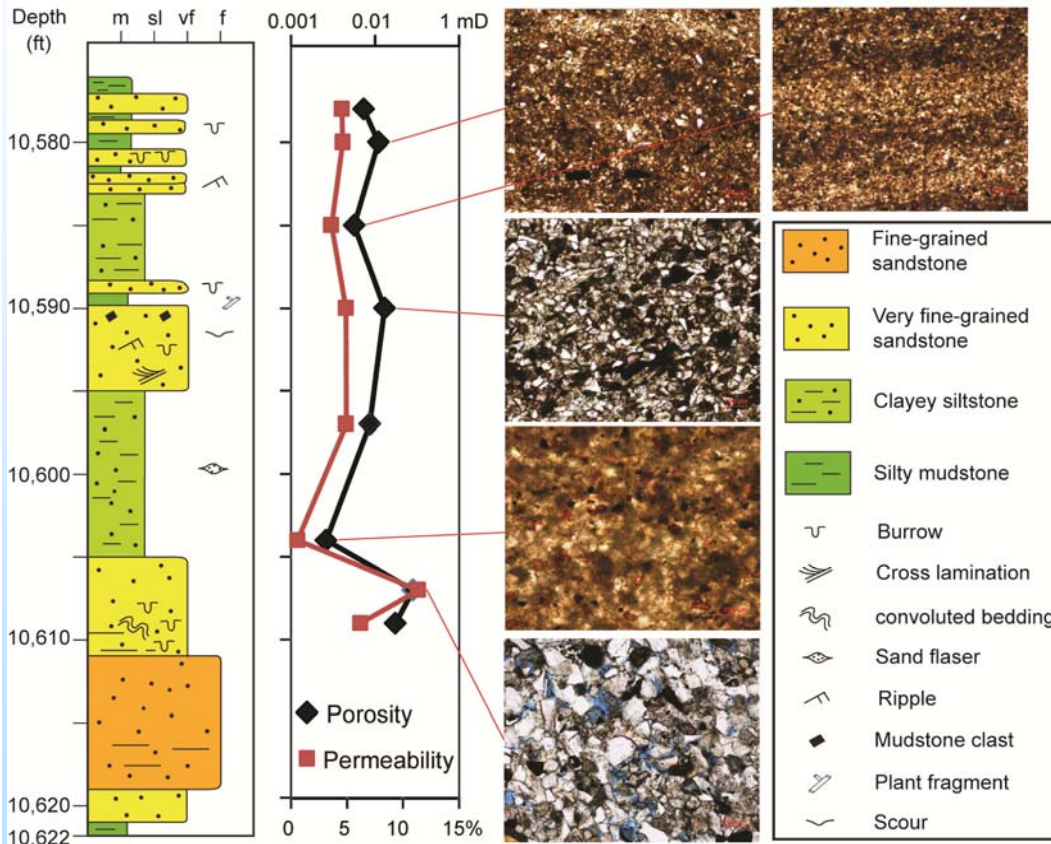 Depth
(ft)
m sl vf f
0.001 0.01 1 mD
10,580
10,590
10,600
10,610
10,620
10,622
Porosity
Permeability
0 5 10 15%
Fine-grained
sandstone
Very fine-grained
sandstone
Clayey siltstone
Silty mudstone
Burrow
Cross lamination
convoluted bedding
Sand flaser
Ripple
Mudstone clast
Plant fragment
Scour